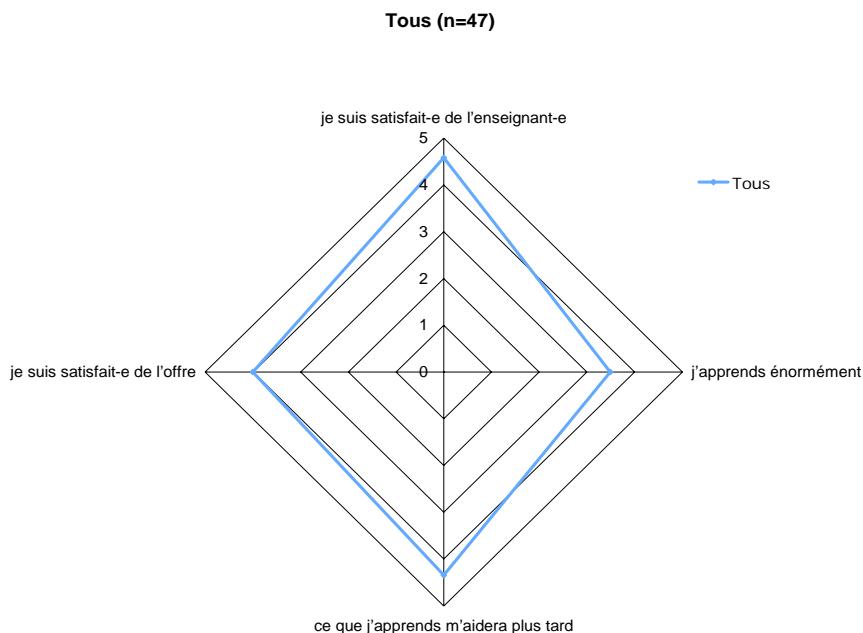 Tous (n=47)
je suis satisfait-e de l'enseignant-e
5
4
3
2
1
0
Tous
je suis satisfait-e de l'offre
j'apprends énormément
ce que j'apprends m'aidera plus tard